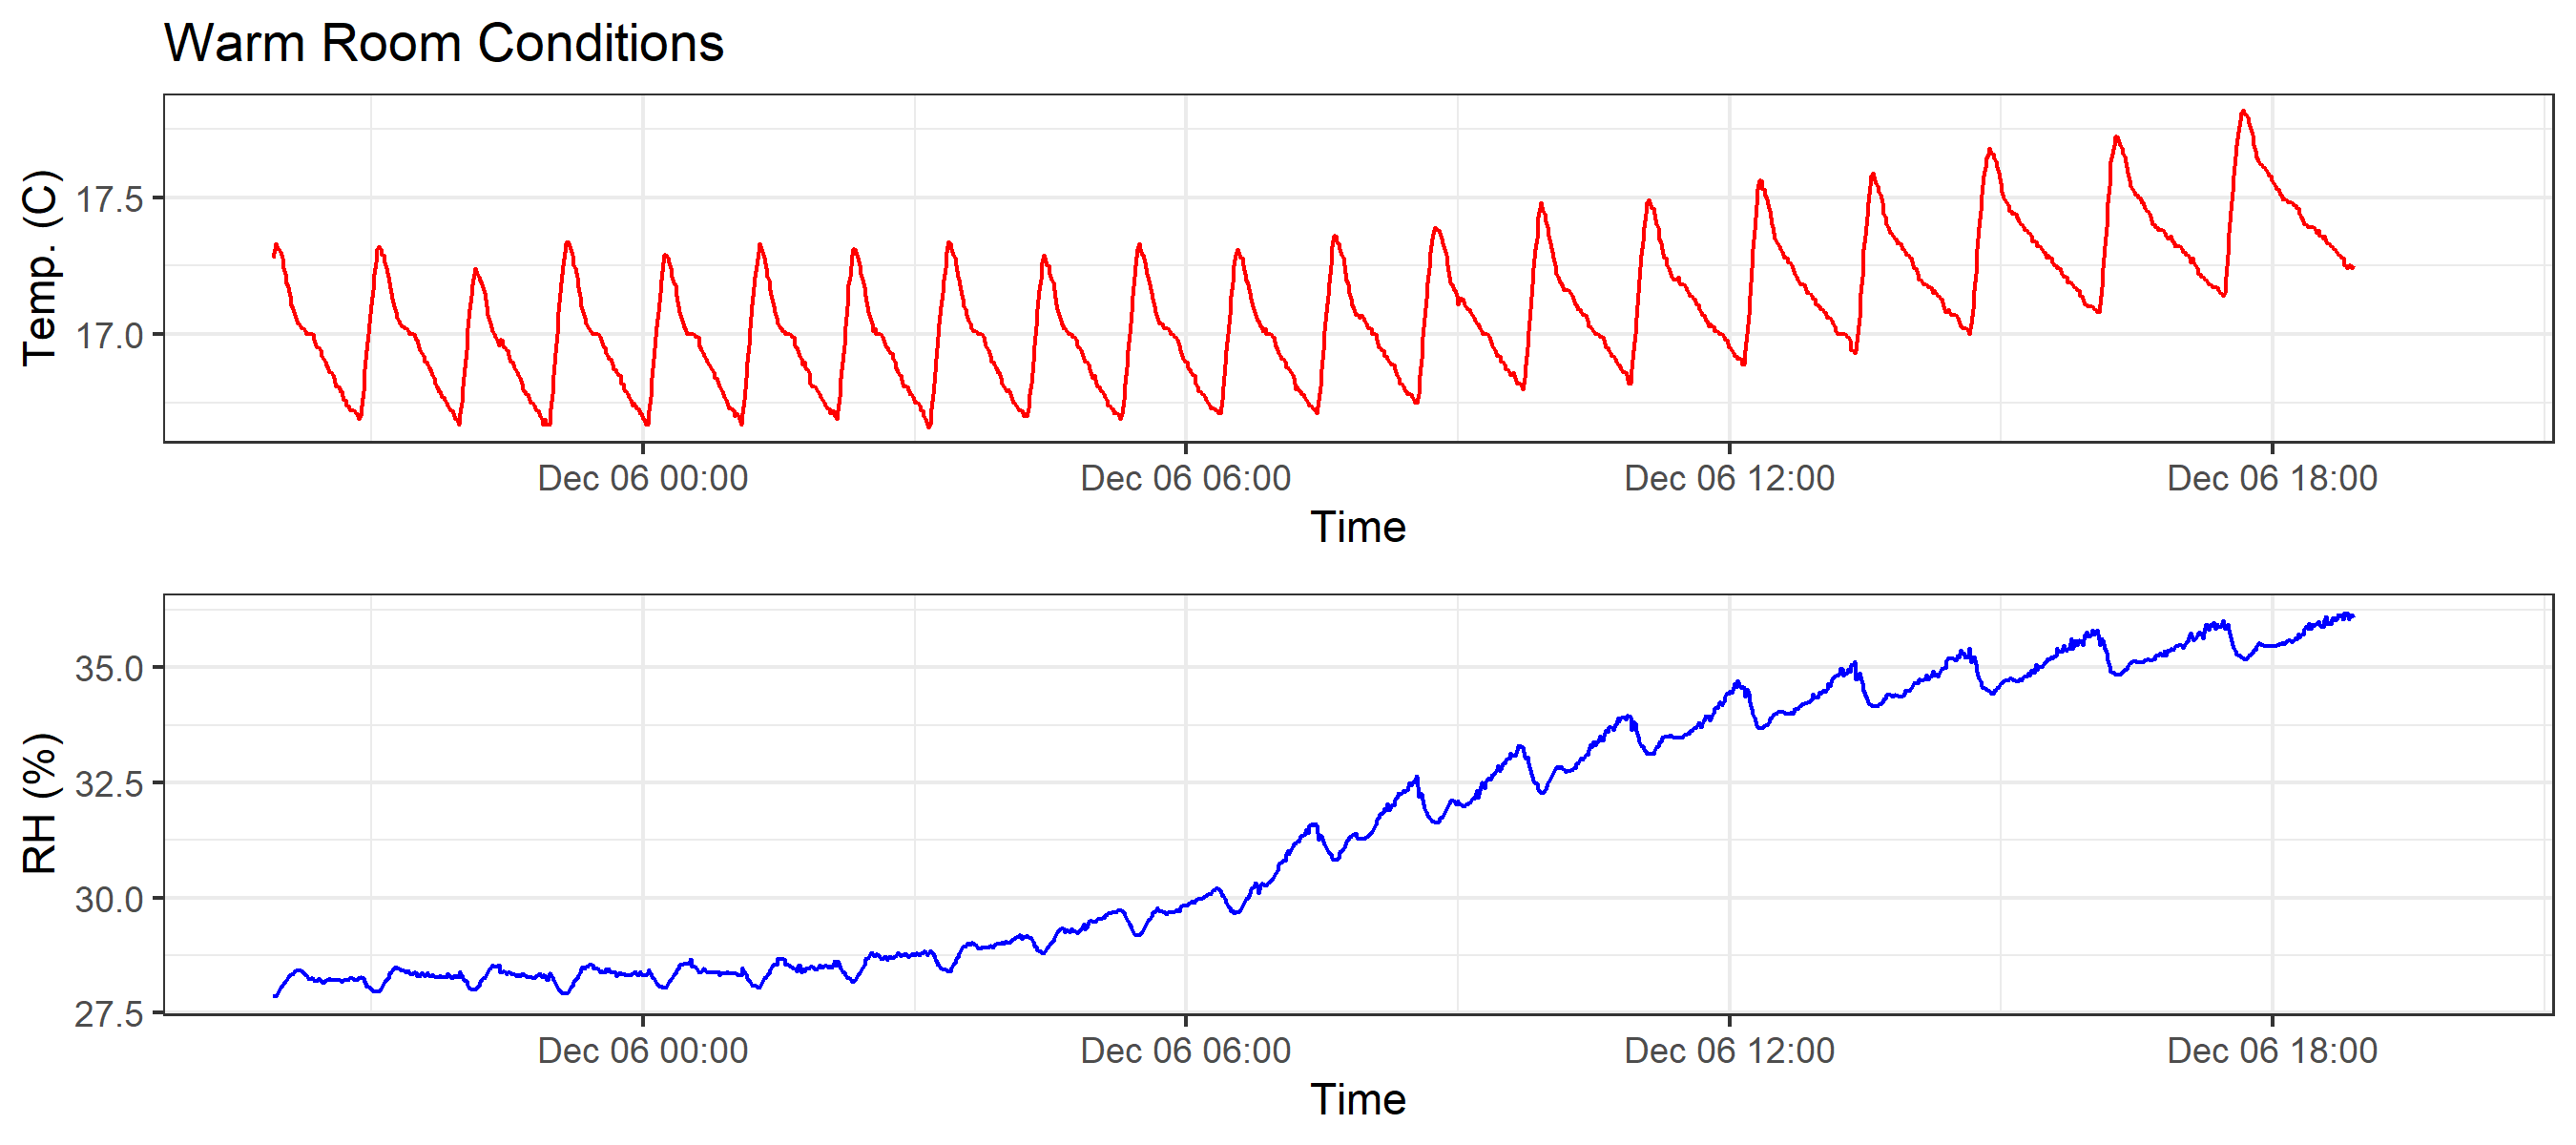 Warm Room Conditions
Temp. (C)
17.5
17.0
Dec 06 00:00 Dec 06 06:00 Dec 06 12:00 Dec 06 18:00
Time
RH (%)
35.0
32.5
30.0
27.5
Dec 06 00:00 Dec 06 06:00 Dec 06 12:00 Dec 06 18:00
Time